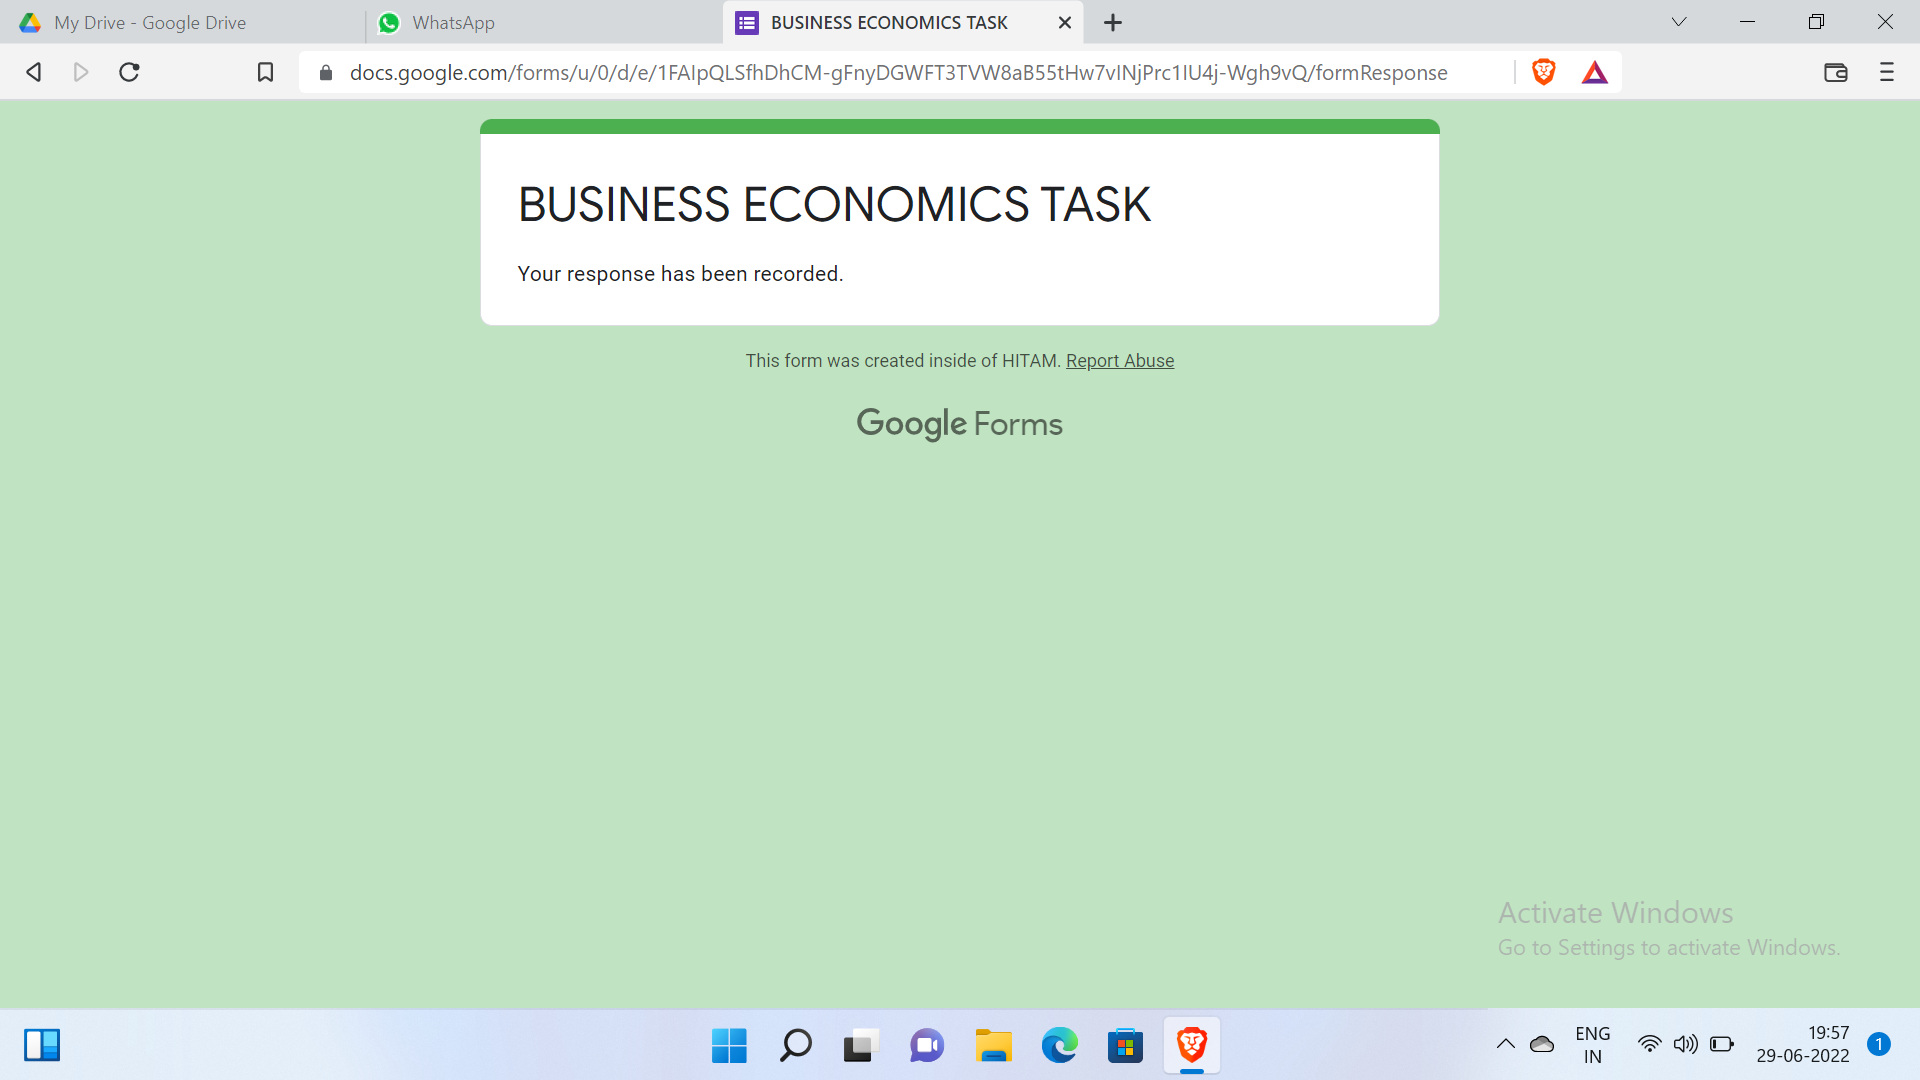 My Drive - Google Drive
WhatsApp
BUSINESS ECONOMICS TASK
docs.google.com/forms/u/0/d/e/1FAIpQLSfhDhCM-gFnyDGWFT3TVW8aB55tHw7vINjPrc1IU4j-Wgh9vQ/formResponse
BUSINESS ECONOMICS TASK
Your response has been recorded.
This form was created inside of HITAM. Report Abuse
Google Forms
Activate Windows
Go to Settings to activate Windows.
ENG
IN
19:57
29-06-2022
1